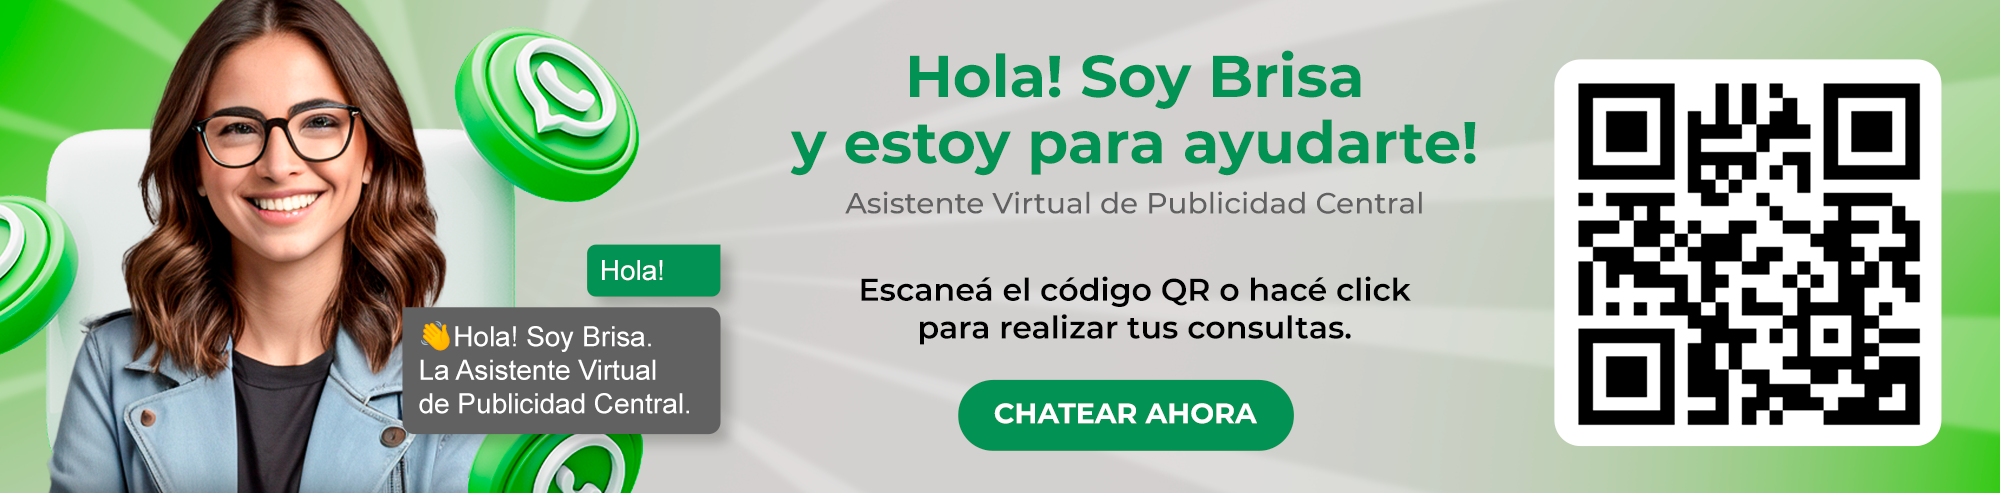 Hola! Soy Brisa
y estoy para ayudarte!
Asistente Virtual de Publicidad Central
Hola!
👋Hola! Soy Brisa.
La Asistente Virtual
de Publicidad Central.
Escaneá el código QR o hacé click
para realizar tus consultas.
CHATEAR AHORA